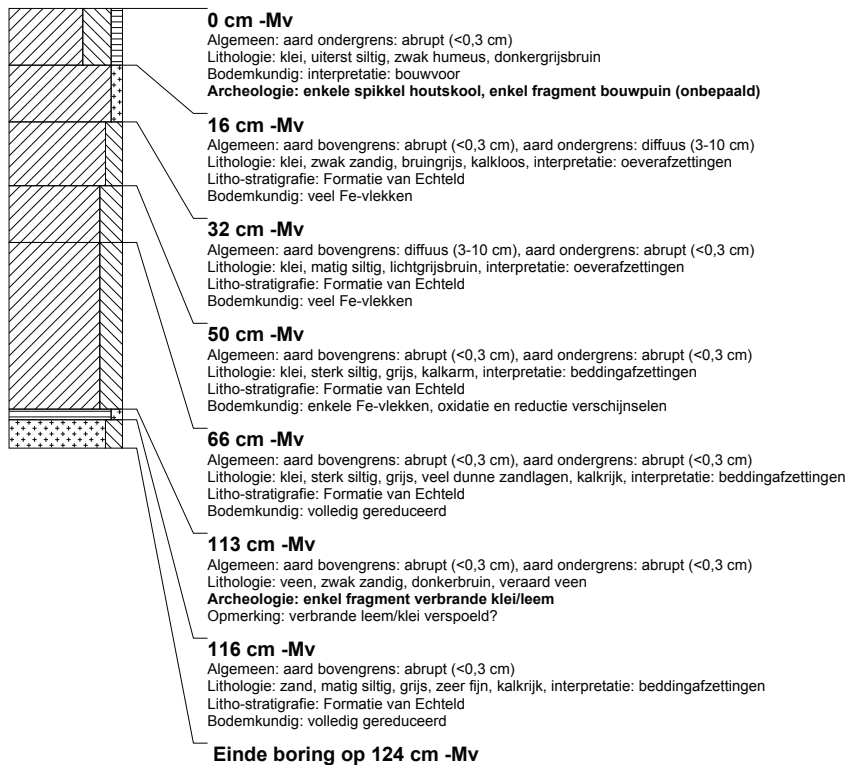 0 cm -Mv
Algemeen: aard ondergrens: abrupt (<0,3 cm)
Lithologie: klei, uiterst siltig, zwak humeus, donkergrijsbruin
Bodemkundig: interpretatie: bouwvoor
Archeologie: enkele spikkel houtskool, enkel fragment bouwpuin (onbepaald)
16 cm -Mv
Algemeen: aard bovengrens: abrupt (<0,3 cm), aard ondergrens: diffuus (3-10 cm)
Lithologie: klei, zwak zandig, bruingrijs, kalkloos, interpretatie: oeverafzettingen
Litho-stratigrafie: Formatie van Echteld
Bodemkundig: veel Fe-vlekken
32 cm -Mv
Algemeen: aard bovengrens: diffuus (3-10 cm), aard ondergrens: abrupt (<0,3 cm)
Lithologie: klei, matig siltig, lichtgrijsbruin, interpretatie: oeverafzettingen
Litho-stratigrafie: Formatie van Echteld
Bodemkundig: veel Fe-vlekken
50 cm -Mv
Algemeen: aard bovengrens: abrupt (<0,3 cm), aard ondergrens: abrupt (<0,3 cm)
Lithologie: klei, sterk siltig, grijs, kalkarm, interpretatie: beddingafzettingen
Litho-stratigrafie: Formatie van Echteld
Bodemkundig: enkele Fe-vlekken, oxidatie en reductie verschijnselen
66 cm -Mv
Algemeen: aard bovengrens: abrupt (<0,3 cm), aard ondergrens: abrupt (<0,3 cm)
Lithologie: klei, sterk siltig, grijs, veel dunne zandlagen, kalkrijk, interpretatie: beddingafzettingen
Litho-stratigrafie: Formatie van Echteld
Bodemkundig: volledig gereduceerd
113 cm -Mv
Algemeen: aard bovengrens: abrupt (<0,3 cm), aard ondergrens: abrupt (<0,3 cm)
Lithologie: veen, zwak zandig, donkerbruin, veraard veen
Archeologie: enkel fragment verbrande klei/leem
Opmerking: verbrande leem/klei verspoeld?
116 cm -Mv
Algemeen: aard bovengrens: abrupt (<0,3 cm)
Lithologie: zand, matig siltig, grijs, zeer fijn, kalkrijk, interpretatie: beddingafzettingen
Litho-stratigrafie: Formatie van Echteld
Bodemkundig: volledig gereduceerd
Einde boring op 124 cm -Mv